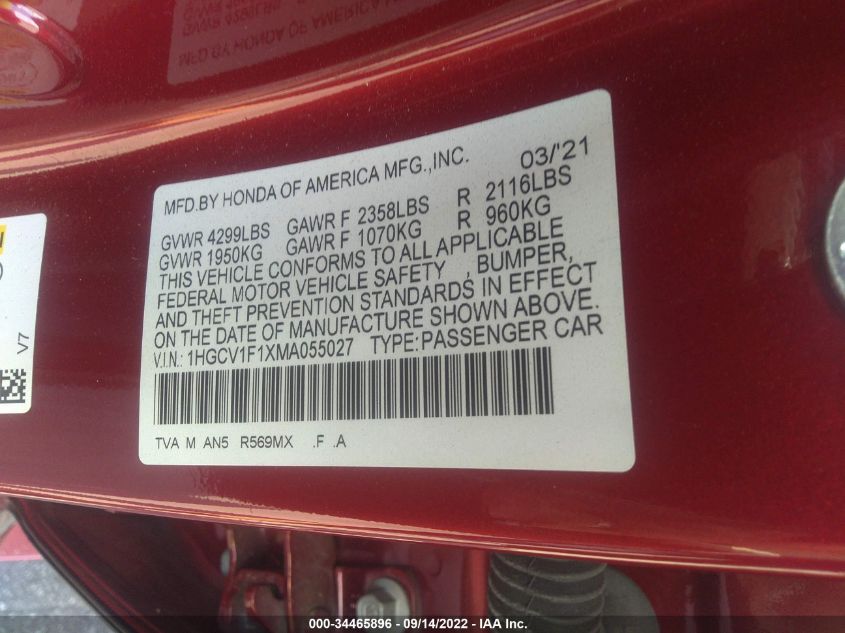 MFD.BY HONDA OF AMERICA MFG.,INC. 03/'21
GVWR 4299LBS GAWR F 2358LBS R 2116LBS
GVWR 1950KG GAWR F 1070KG R 960KG
THIS VEHICLE CONFORMS TO ALL APPLICABLE
FEDERAL MOTOR VEHICLE SAFETY , BUMPER,
AND THEFT PREVENTION STANDARDS IN EFFECT
ON THE DATE OF MANUFACTURE SHOWN ABOVE.
V.I.N.: 1HGCV1F1XMA055027 TYPE:PASSENGER CAR
TVA M AN5 R569MX .F .A
V7
000-34465896 - 09/14/2022 - IAA Inc.